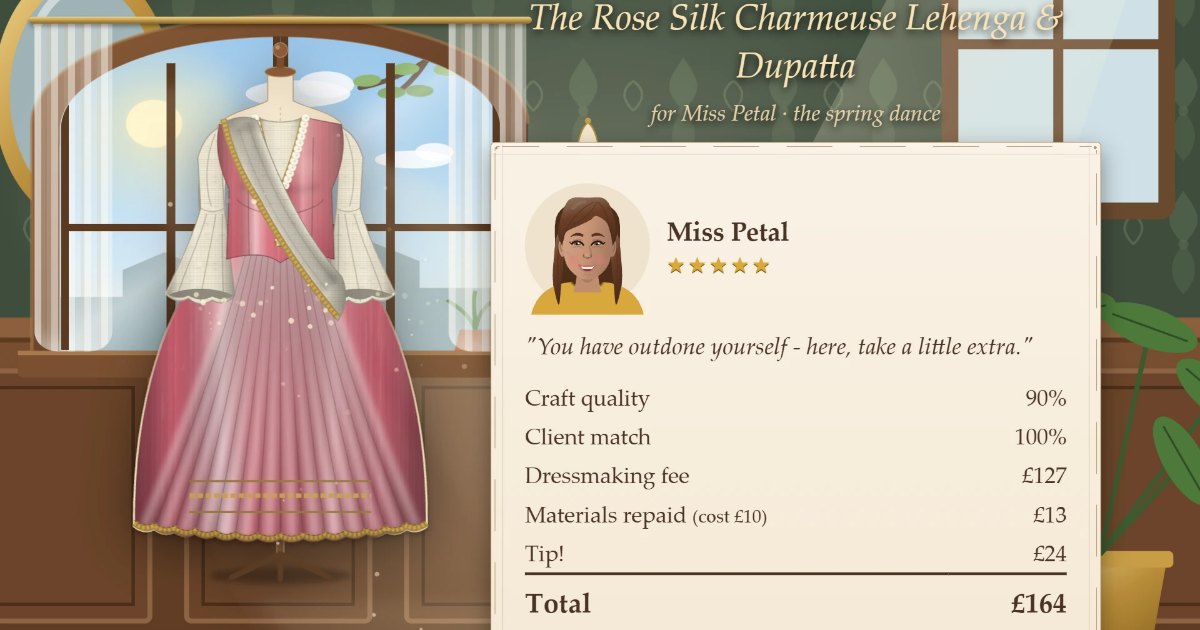 The Rose Silk Charmeuse Lehenga &
Dupatta
for Miss Petal · the spring dance
Miss Petal
"You have outdone yourself - here, take a little extra."
Craft quality 90%
Client match 100%
Dressmaking fee £127
Materials repaid (cost £10) £13
Tip! £24
Total £164